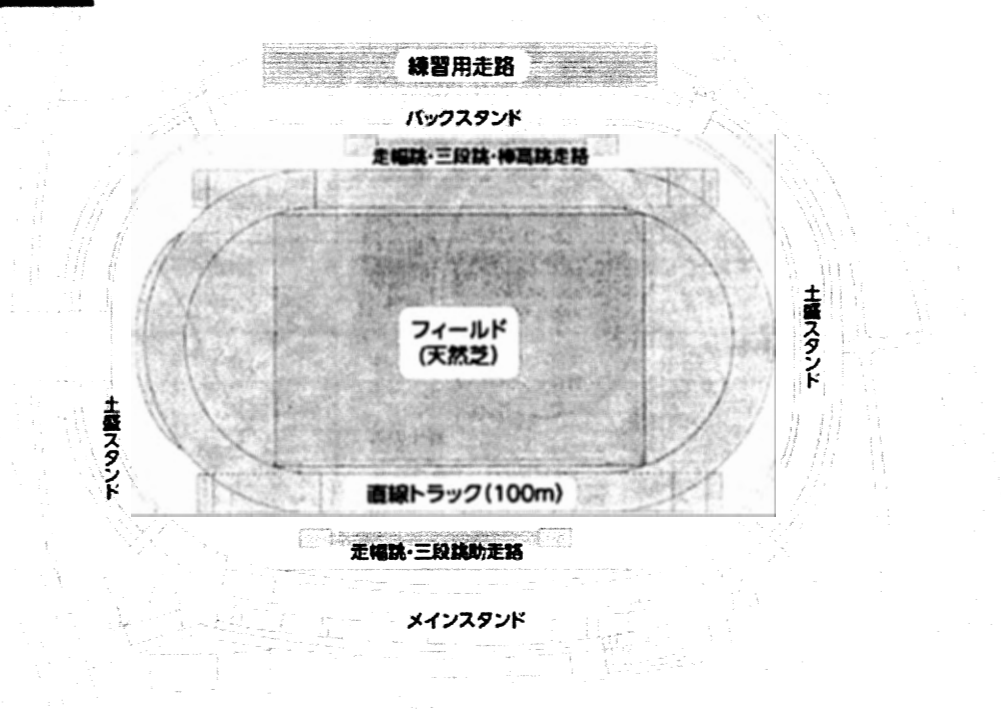 練習用走路
バックスタンド
走幅跳・三段跳・棒高跳走路
フィールド
(天然芝)
土盛スタンド
土盛スタンド
直線トラック(100m)
走幅跳・三段跳助走路
メインスタンド